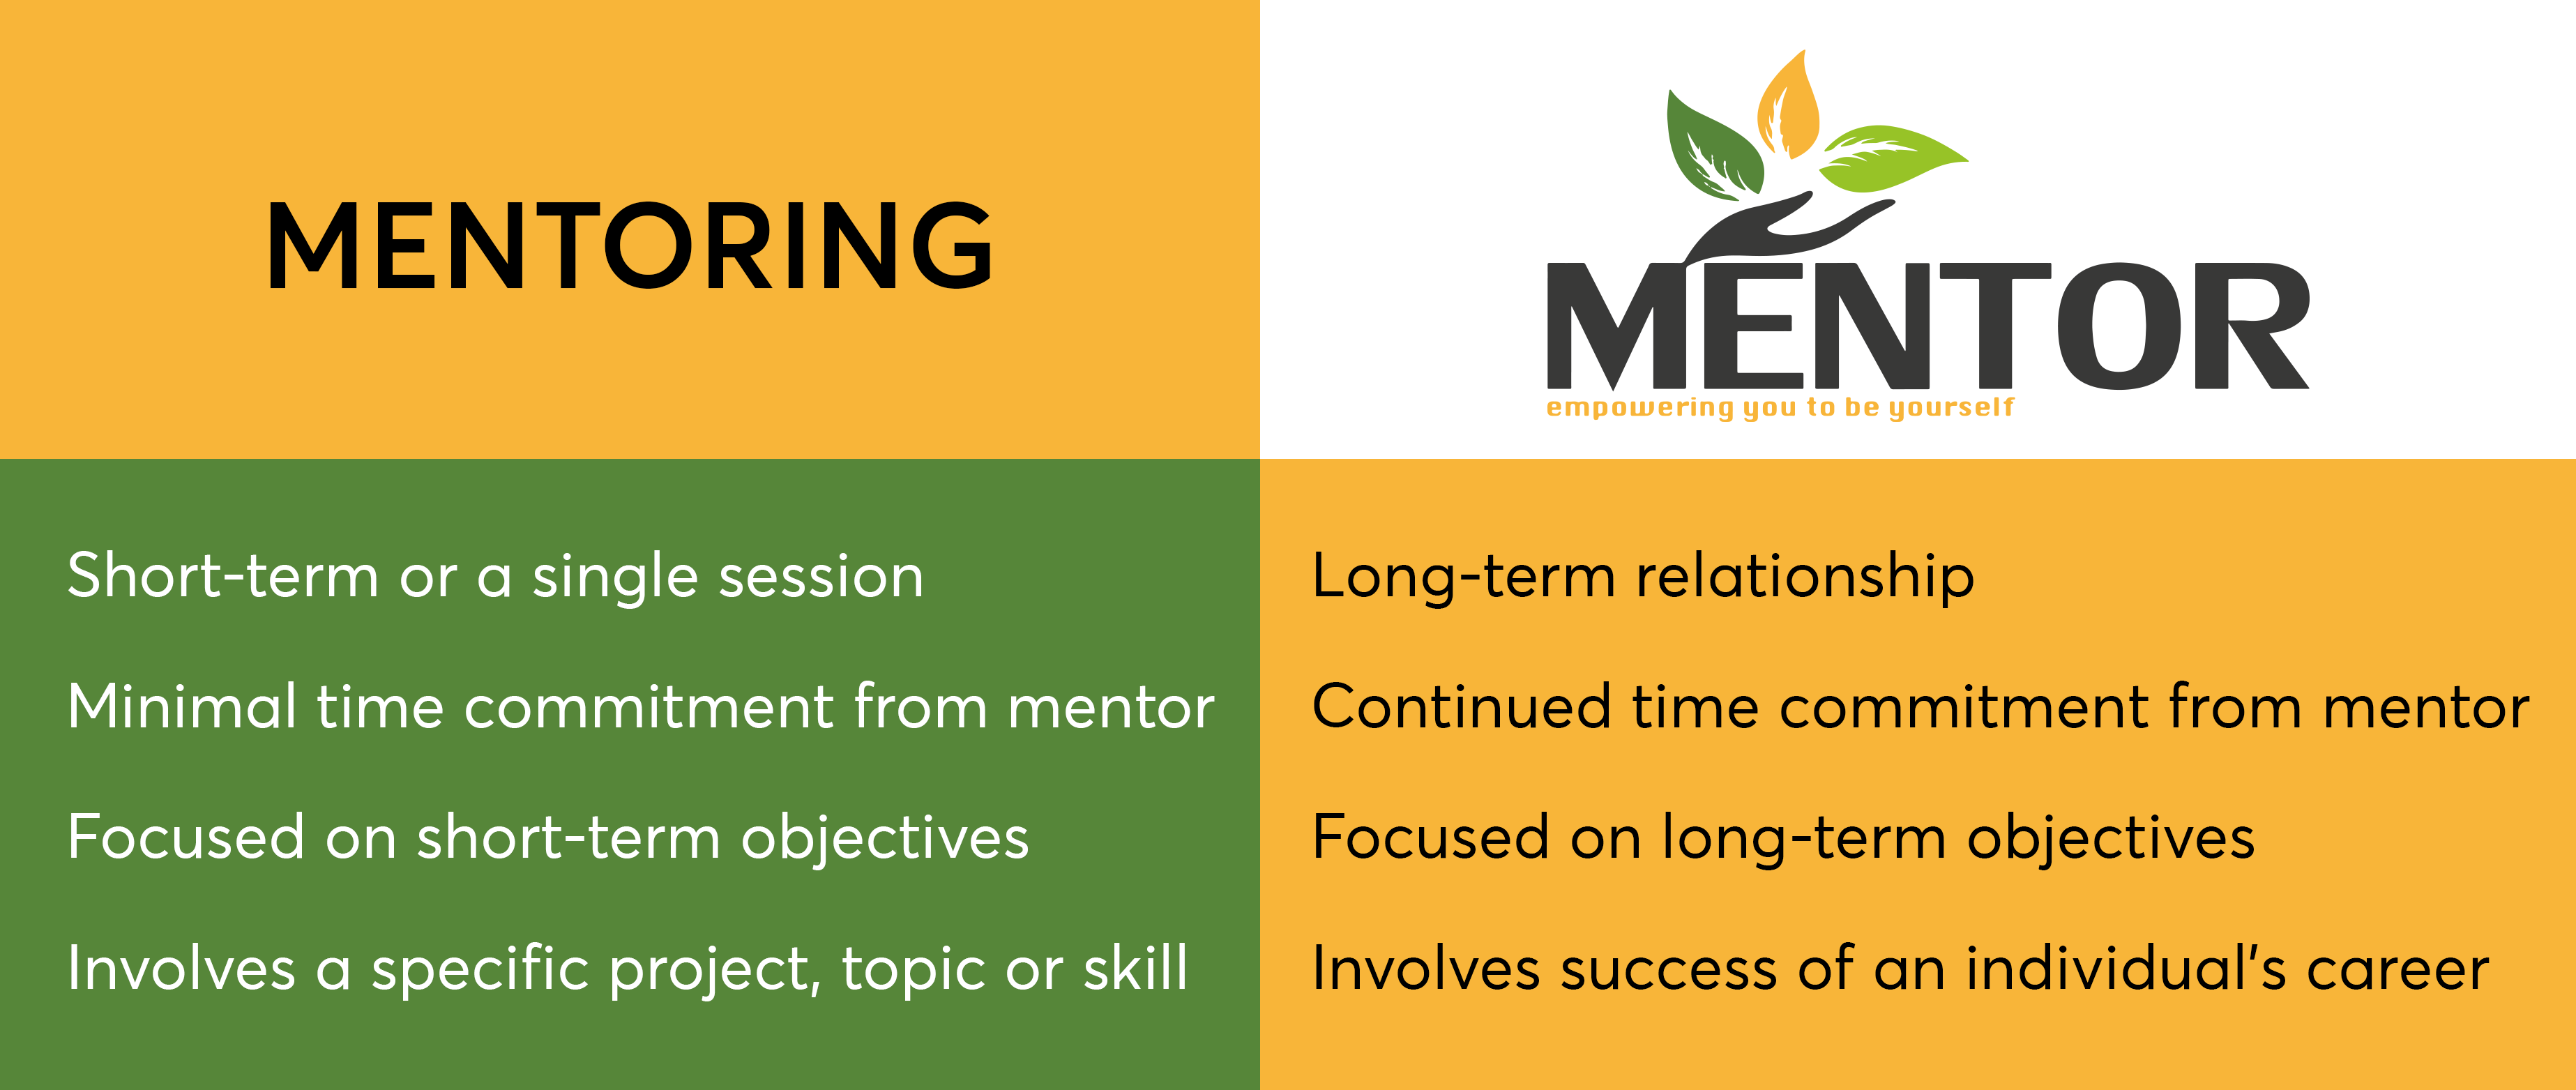 MENTORING
MENTOR
empowering you to be yourself
Short-term or a single session
Minimal time commitment from mentor
Focused on short-term objectives
Involves a specific project, topic or skill
Long-term relationship
Continued time commitment from mentor
Focused on long-term objectives
Involves success of an individual's career